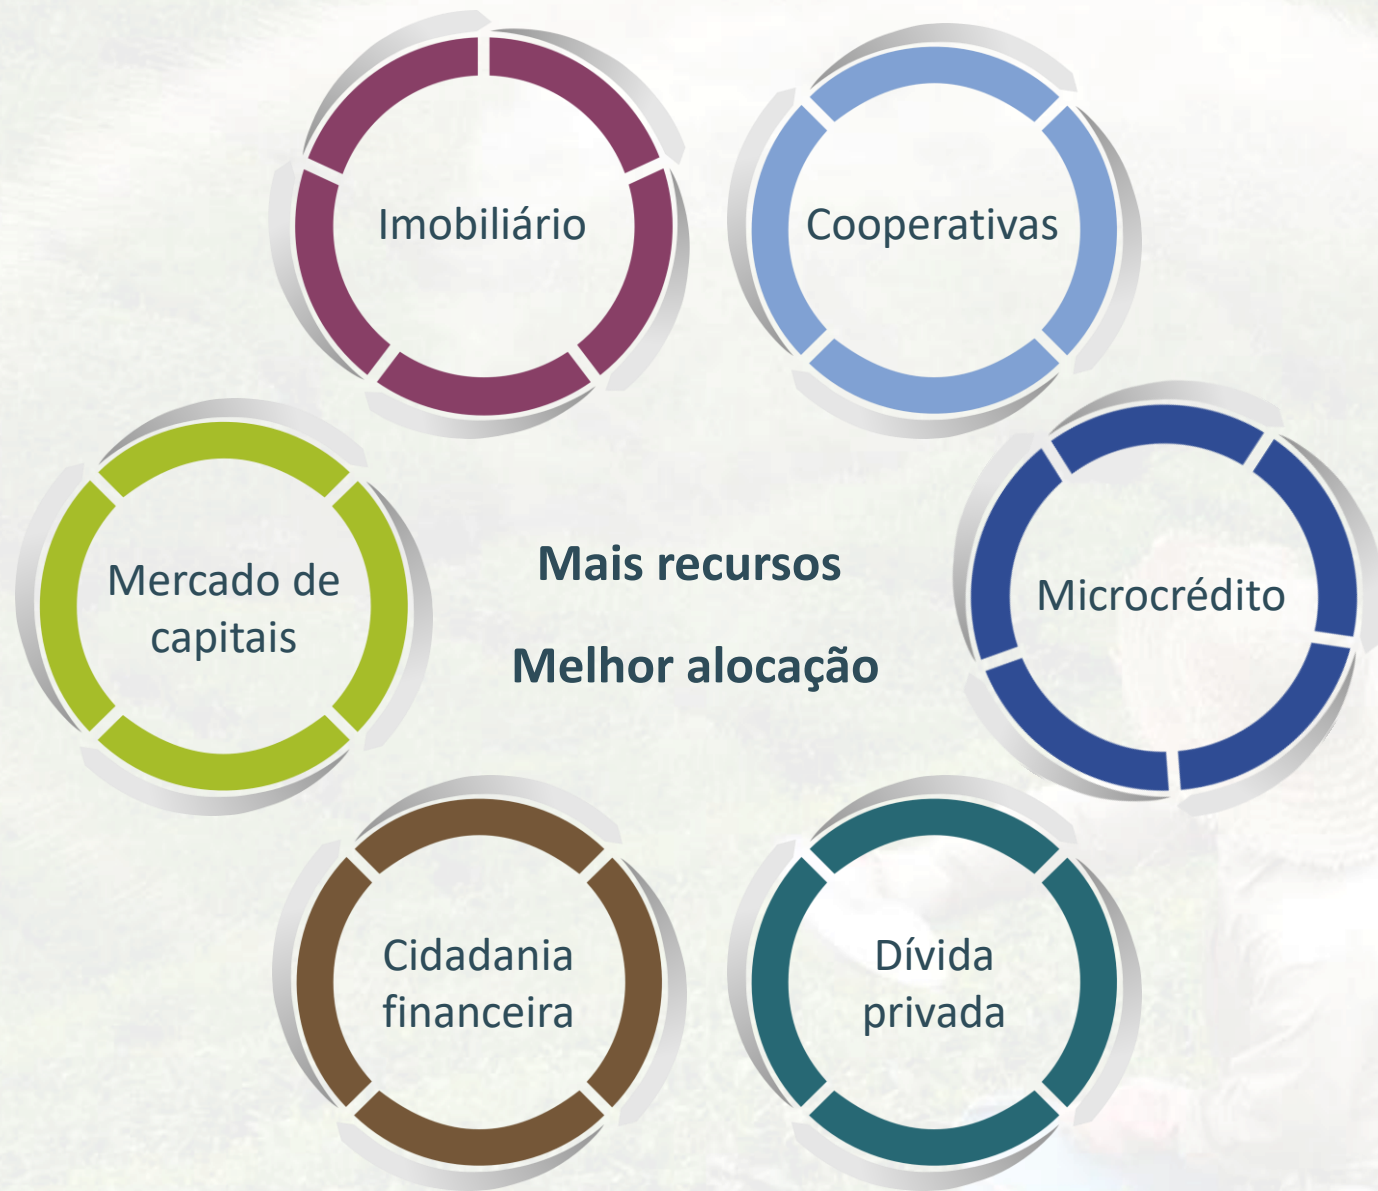 Imobiliário
Cooperativas
Mercado de
capitais
Mais recursos
Melhor alocação
Microcrédito
Cidadania
financeira
Dívida
privada